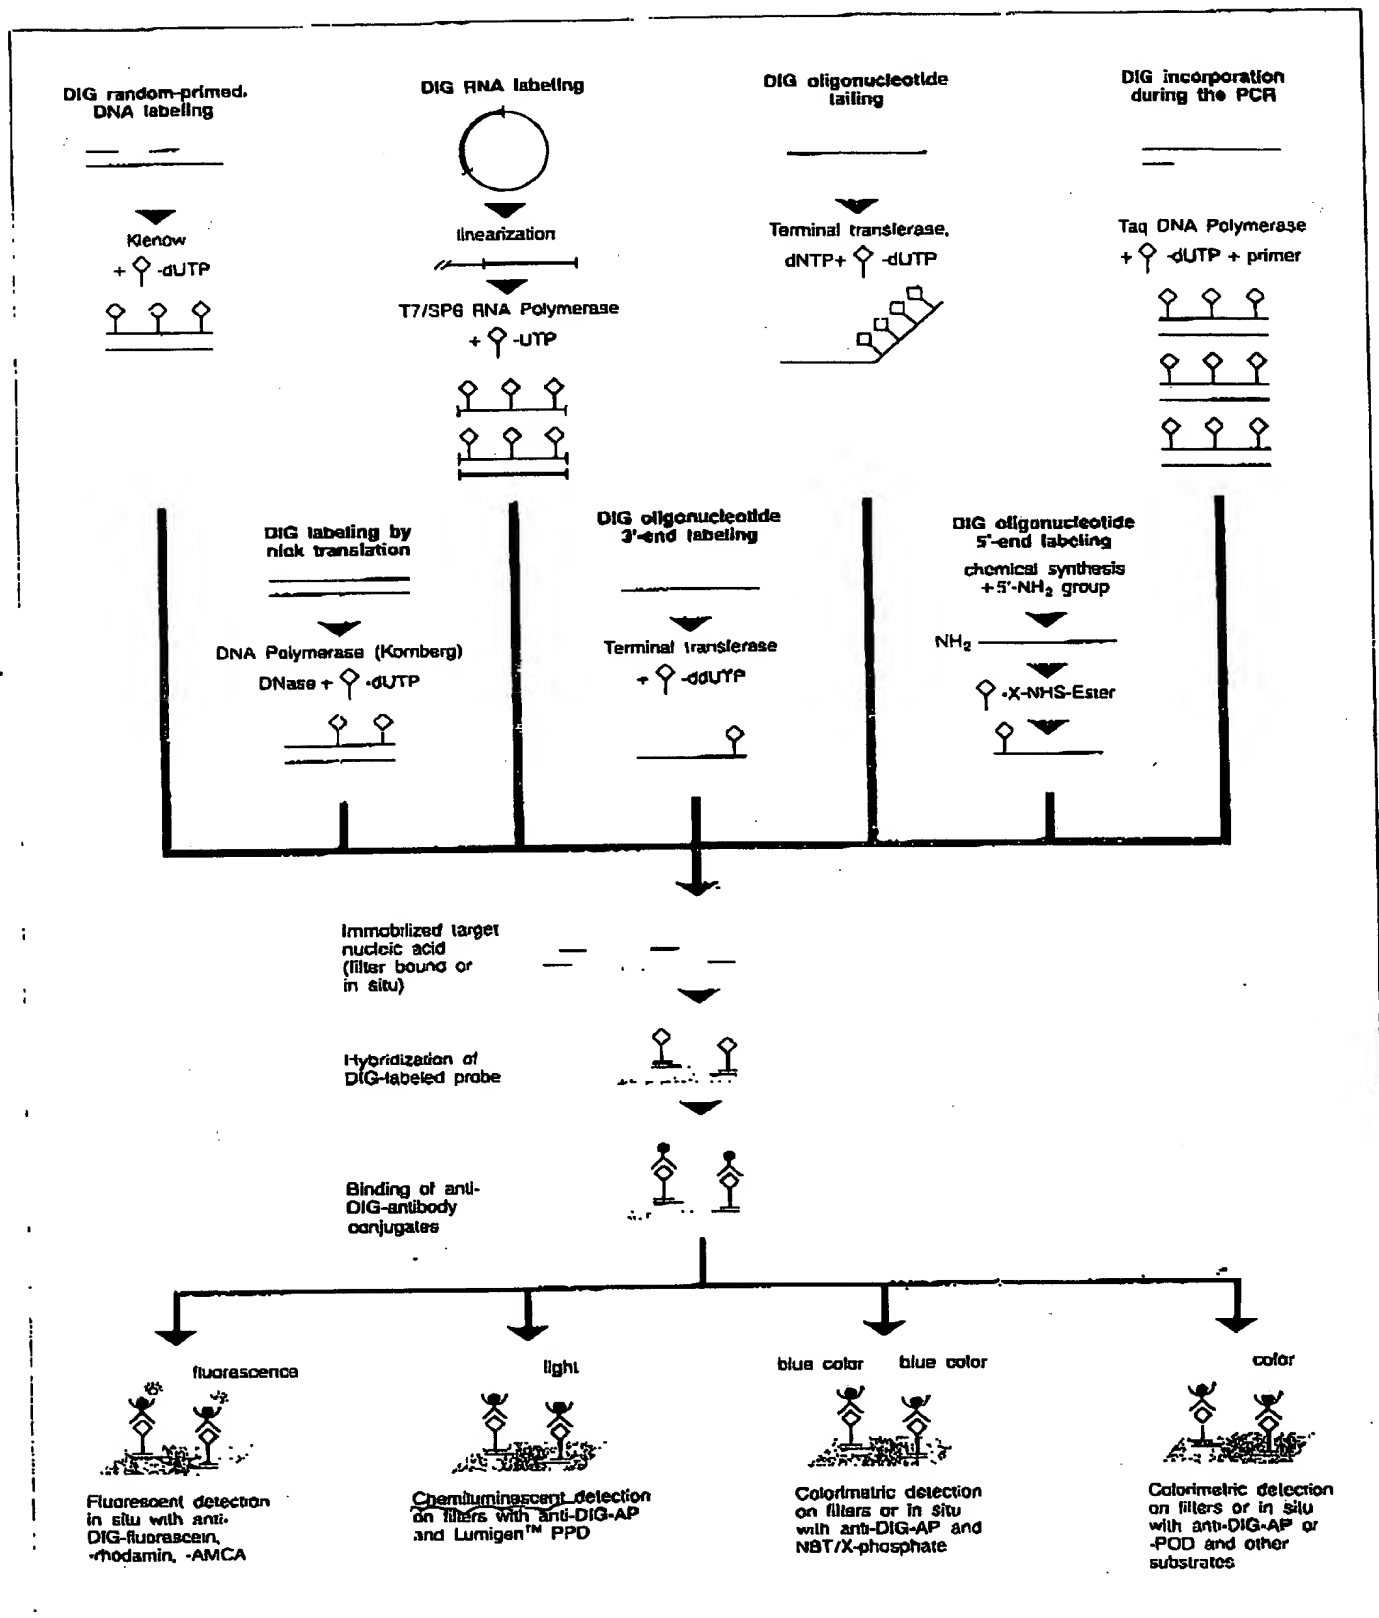 DIG random-primed.
DNA labeling
Klenow
+ -dUTP
DIG RNA labeling
linearization
T7/SP6 RNA Polymerase
+ -UTP
DIG oligonucleotide
tailing
Terminal transferase,
dNTP+ -dUTP
DIG incorporation
during the PCR
Taq DNA Polymerase
+ -dUTP + primer
DIG labeling by
nick translation
DNA Polymerase (Kornberg)
DNase + -dUTP
DIG oligonucleotide
3'-end labeling
Terminal transferase
+ -ddUTP
DIG oligonucleotide
5'-end labeling
chemical synthesis
+5'-NH₂ group
NH₂
-X-NHS-Ester
Immobilized target
nucleic acid
(filter bound or
in situ)
Hybridization of
DIG-labeled probe
Binding of anti-
DIG-antibody
conjugates
fluorescence
Fluorescent detection
in situ with anti-
DIG-fluorescein,
-rhodamin, -AMCA
light
Chemiluminescent detection
on filters with anti-DIG-AP
and Lumigen™ PPD
blue color blue color
Colorimetric detection
on filters or in situ
with anti-DIG-AP and
NBT/X-phosphate
color
Colorimetric detection
on filters or in situ
with anti-DIG-AP or
-POD and other
substrates